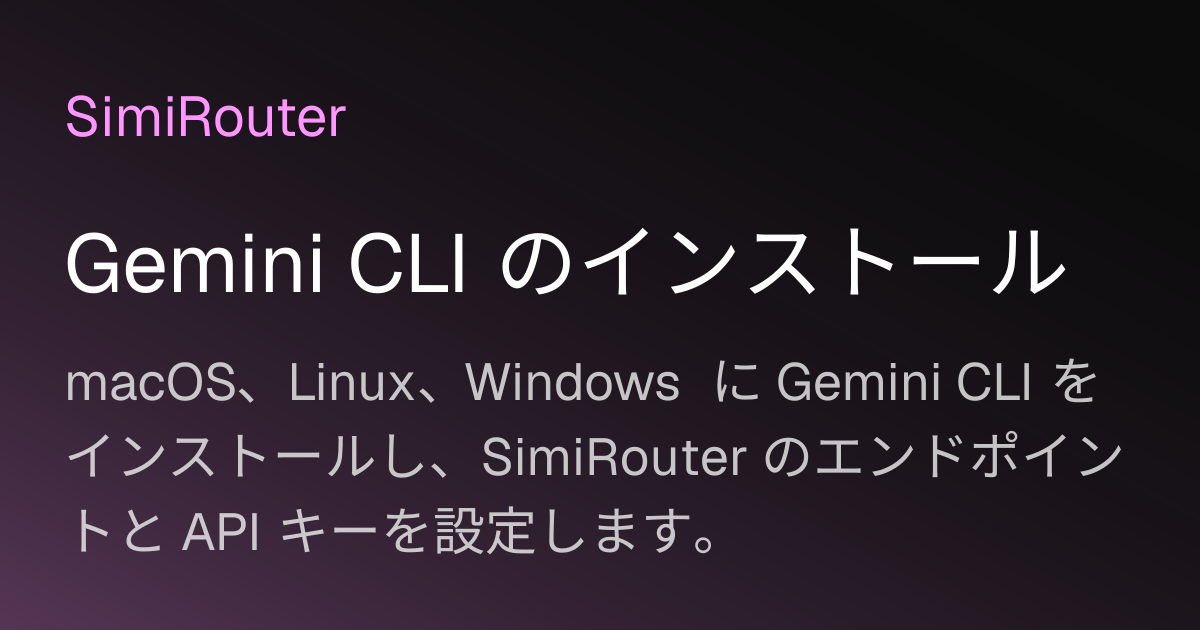 SimiRouter
Gemini CLI のインストール
macOS、Linux、Windows に Gemini CLI を
インストールし、SimiRouter のエンドポイン
トと API キーを設定します。